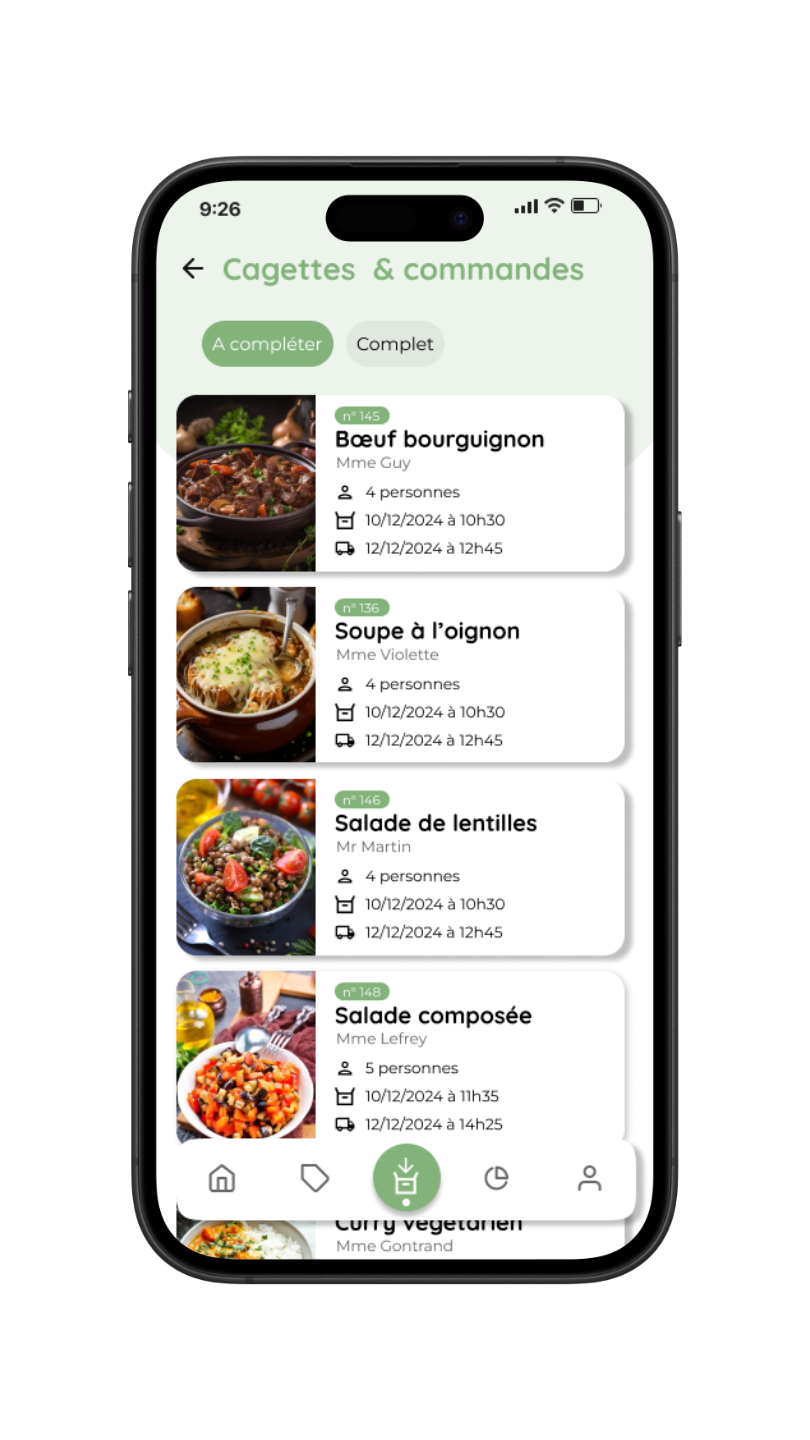 9:26
Cagettes & commandes
A compléter
Complet
n° 145
Bœuf bourguignon
Mme Guy
4 personnes
10/12/2024 à 10h30
12/12/2024 à 12h45
n° 136
Soupe à l’oignon
Mme Violette
4 personnes
10/12/2024 à 10h30
12/12/2024 à 12h45
n° 146
Salade de lentilles
Mr Martin
4 personnes
10/12/2024 à 10h30
12/12/2024 à 12h45
n° 148
Salade composée
Mme Lefrey
5 personnes
10/12/2024 à 11h35
12/12/2024 à 14h25
Curry végétarien
Mme Gontrand